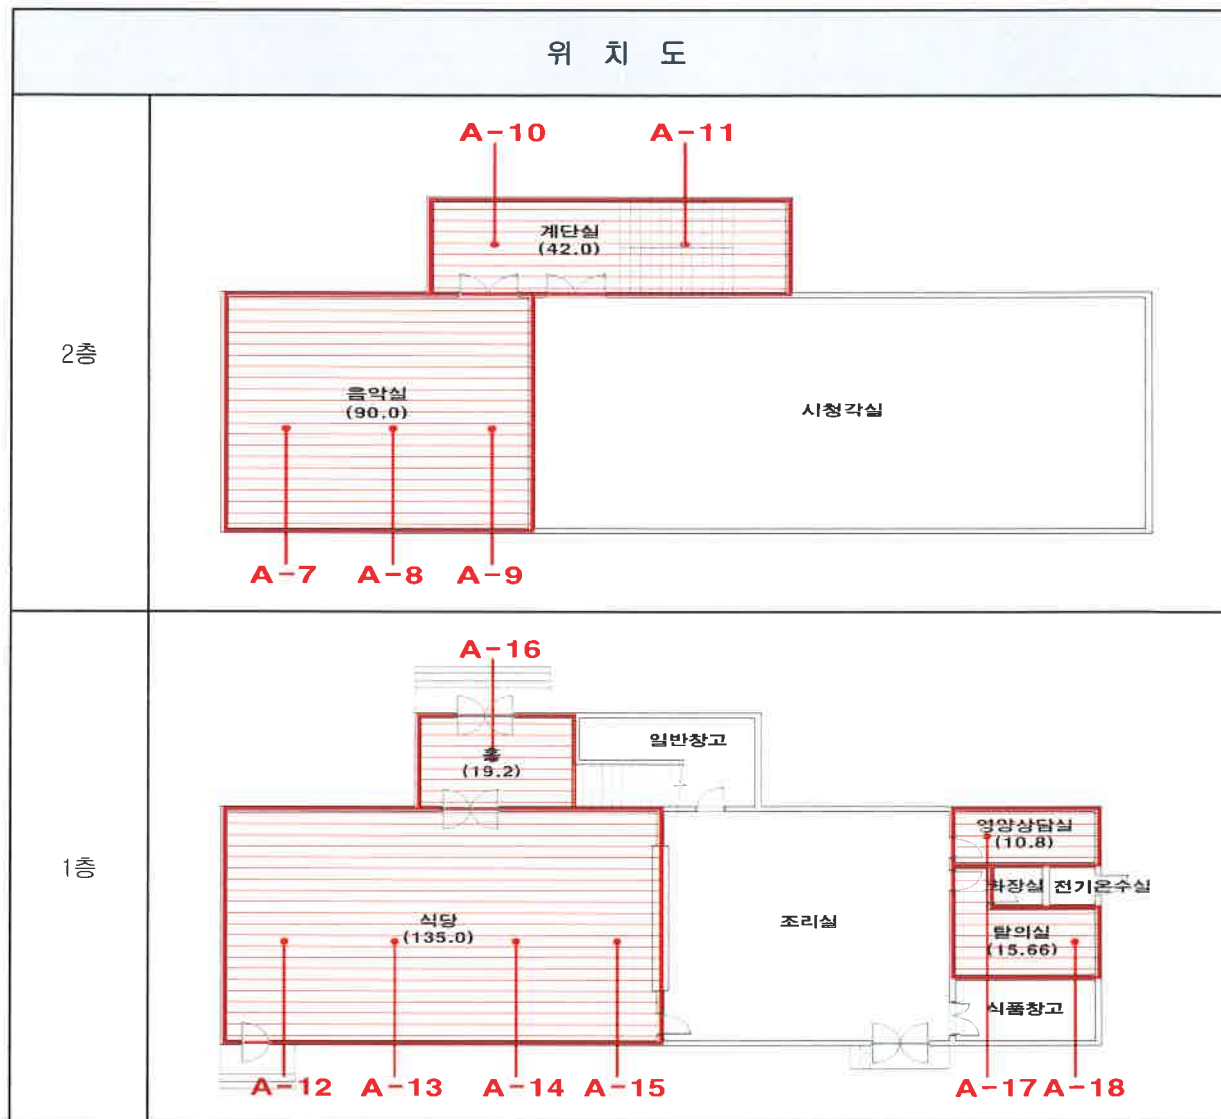 위 치 도
2층
A-10
A-11
계단실
(42.0)
음악실
(90.0)
시청각실
A-7
A-8
A-9
1층
A-16
홀
(19.2)
일반창고
영양상담실
(10.8)
화장실
전기온수실
식당
(135.0)
조리실
탈의실
(15.66)
식품창고
A-12
A-13
A-14
A-15
A-17
A-18